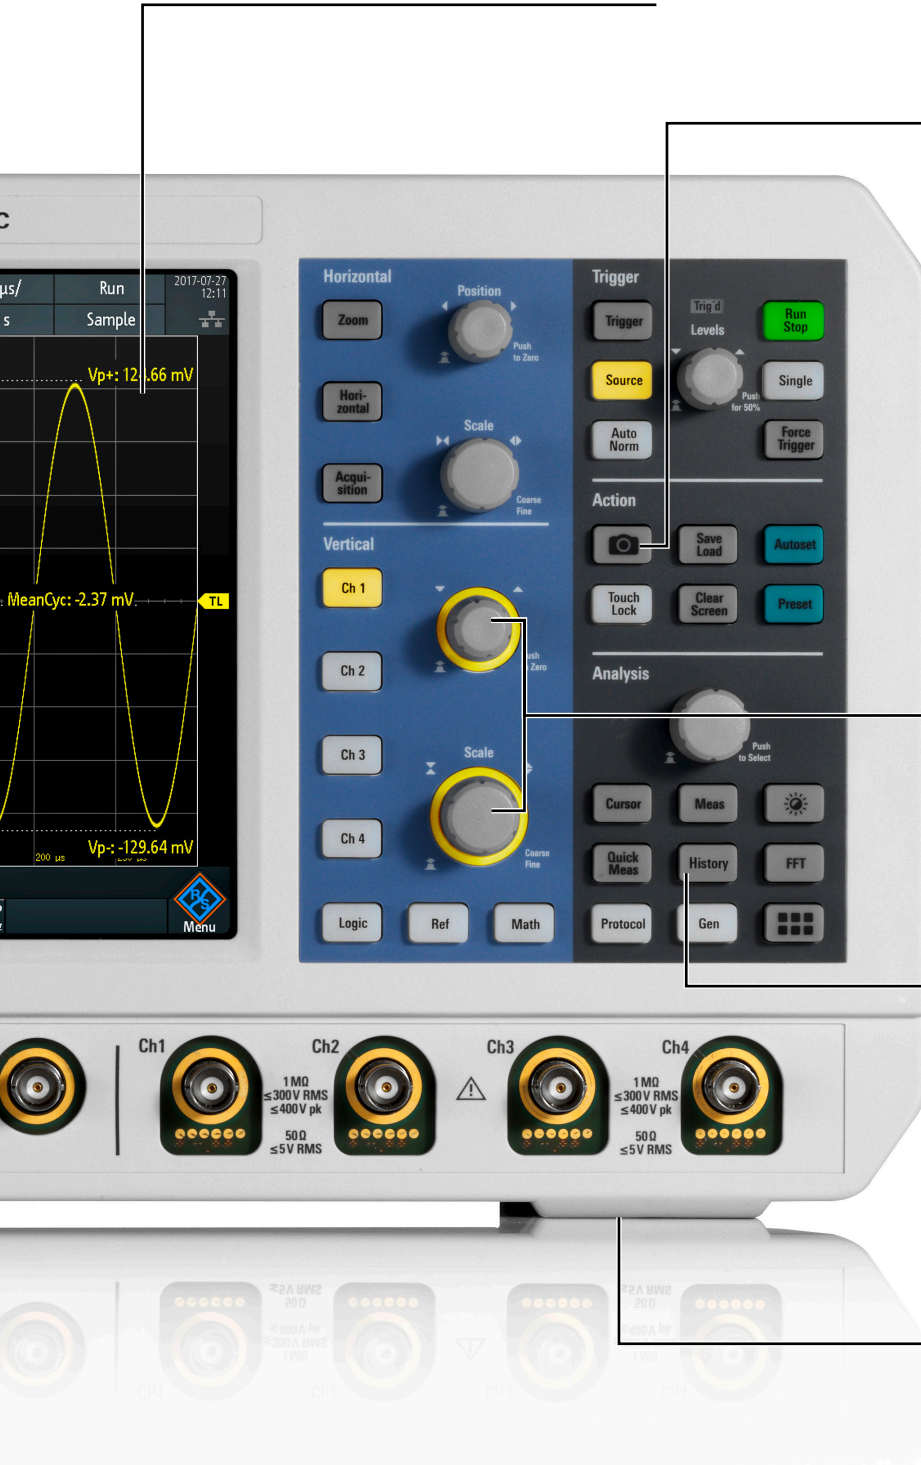 C
µs/
Run
2017-07-27
12:11
s
Sample
Vp+: .66 mV
MeanCyc: -2.37 mV
TL
Vp-: -129.64 mV
200 µs
R S
Menu
Horizontal
Zoom
Position
Push
to Zero
Hori-
zontal
Scale
Acqui-
sition
Coarse
Fine
Vertical
Ch 1
Ch 2
Ch 3
Scale
Ch 4
Coarse
Fine
Logic
Ref
Math
Trigger
Trigger
Trig'd
Levels
Run
Stop
Source
Single
Push
for 50%
Auto
Norm
Force
Trigger
Action
Save
Load
Autoset
Touch
Lock
Clear
Screen
Preset
Analysis
Push
to Select
Cursor
Meas
Quick
Meas
History
FFT
Protocol
Gen
Ch1
Ch2
Ch3
Ch4
1 MΩ
≤300 V RMS
≤400 V pk
50 Ω
≤5 V RMS
1 MΩ
≤300 V RMS
≤400 V pk
50 Ω
≤5 V RMS